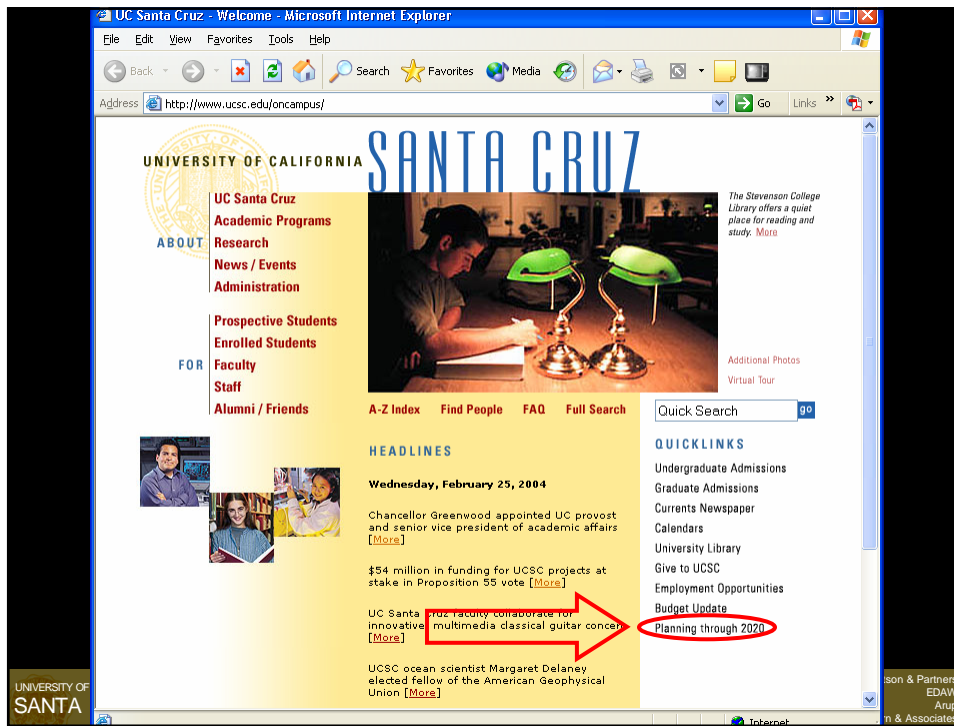 UC Santa Cruz - Welcome - Microsoft Internet Explorer
File Edit View Favorites Tools Help
Back Search Favorites Media
Address http://www.ucsc.edu/oncampus/ Go Links »
UNIVERSITY OF CALIFORNIA SANTA CRUZ
ABOUT
UC Santa Cruz
Academic Programs
Research
News / Events
Administration
FOR
Prospective Students
Enrolled Students
Faculty
Staff
Alumni / Friends
The Stevenson College
Library offers a quiet
place for reading and
study. More
Additional Photos
Virtual Tour
A-Z Index Find People FAQ Full Search
Quick Search go
HEADLINES
Wednesday, February 25, 2004
Chancellor Greenwood appointed UC provost
and senior vice president of academic affairs
[More]
$54 million in funding for UCSC projects at
stake in Proposition 55 vote [More]
UC Santa Cruz faculty collaborate for
innovative, multimedia classical guitar concert
[More]
UCSC ocean scientist Margaret Delaney
elected fellow of the American Geophysical
Union [More]
QUICKLINKS
Undergraduate Admissions
Graduate Admissions
Currents Newspaper
Calendars
University Library
Give to UCSC
Employment Opportunities
Budget Update
Planning through 2020
UNIVERSITY OF
SANTA
& Partners
EDAW
Arup
& Associates
Internet